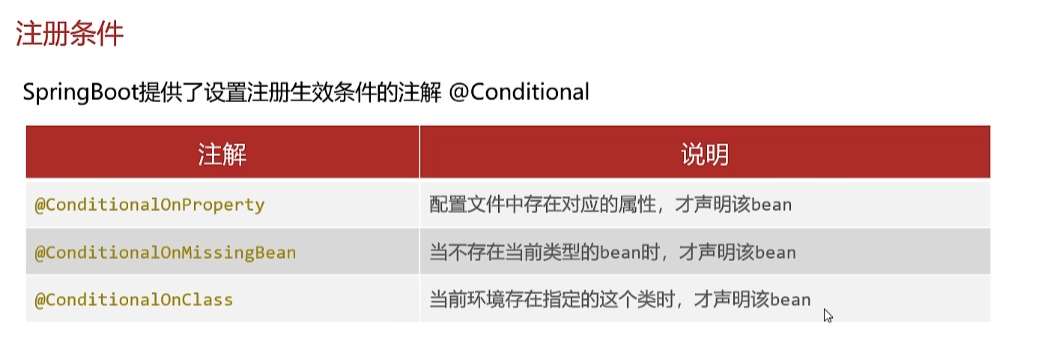 注册条件
SpringBoot提供了设置注册生效条件的注解 @Conditional
注解 说明
@ConditionalOnProperty 配置文件中存在对应的属性，才声明该bean
@ConditionalOnMissingBean 当不存在当前类型的bean时，才声明该bean
@ConditionalOnClass 当前环境存在指定的这个类时，才声明该bean